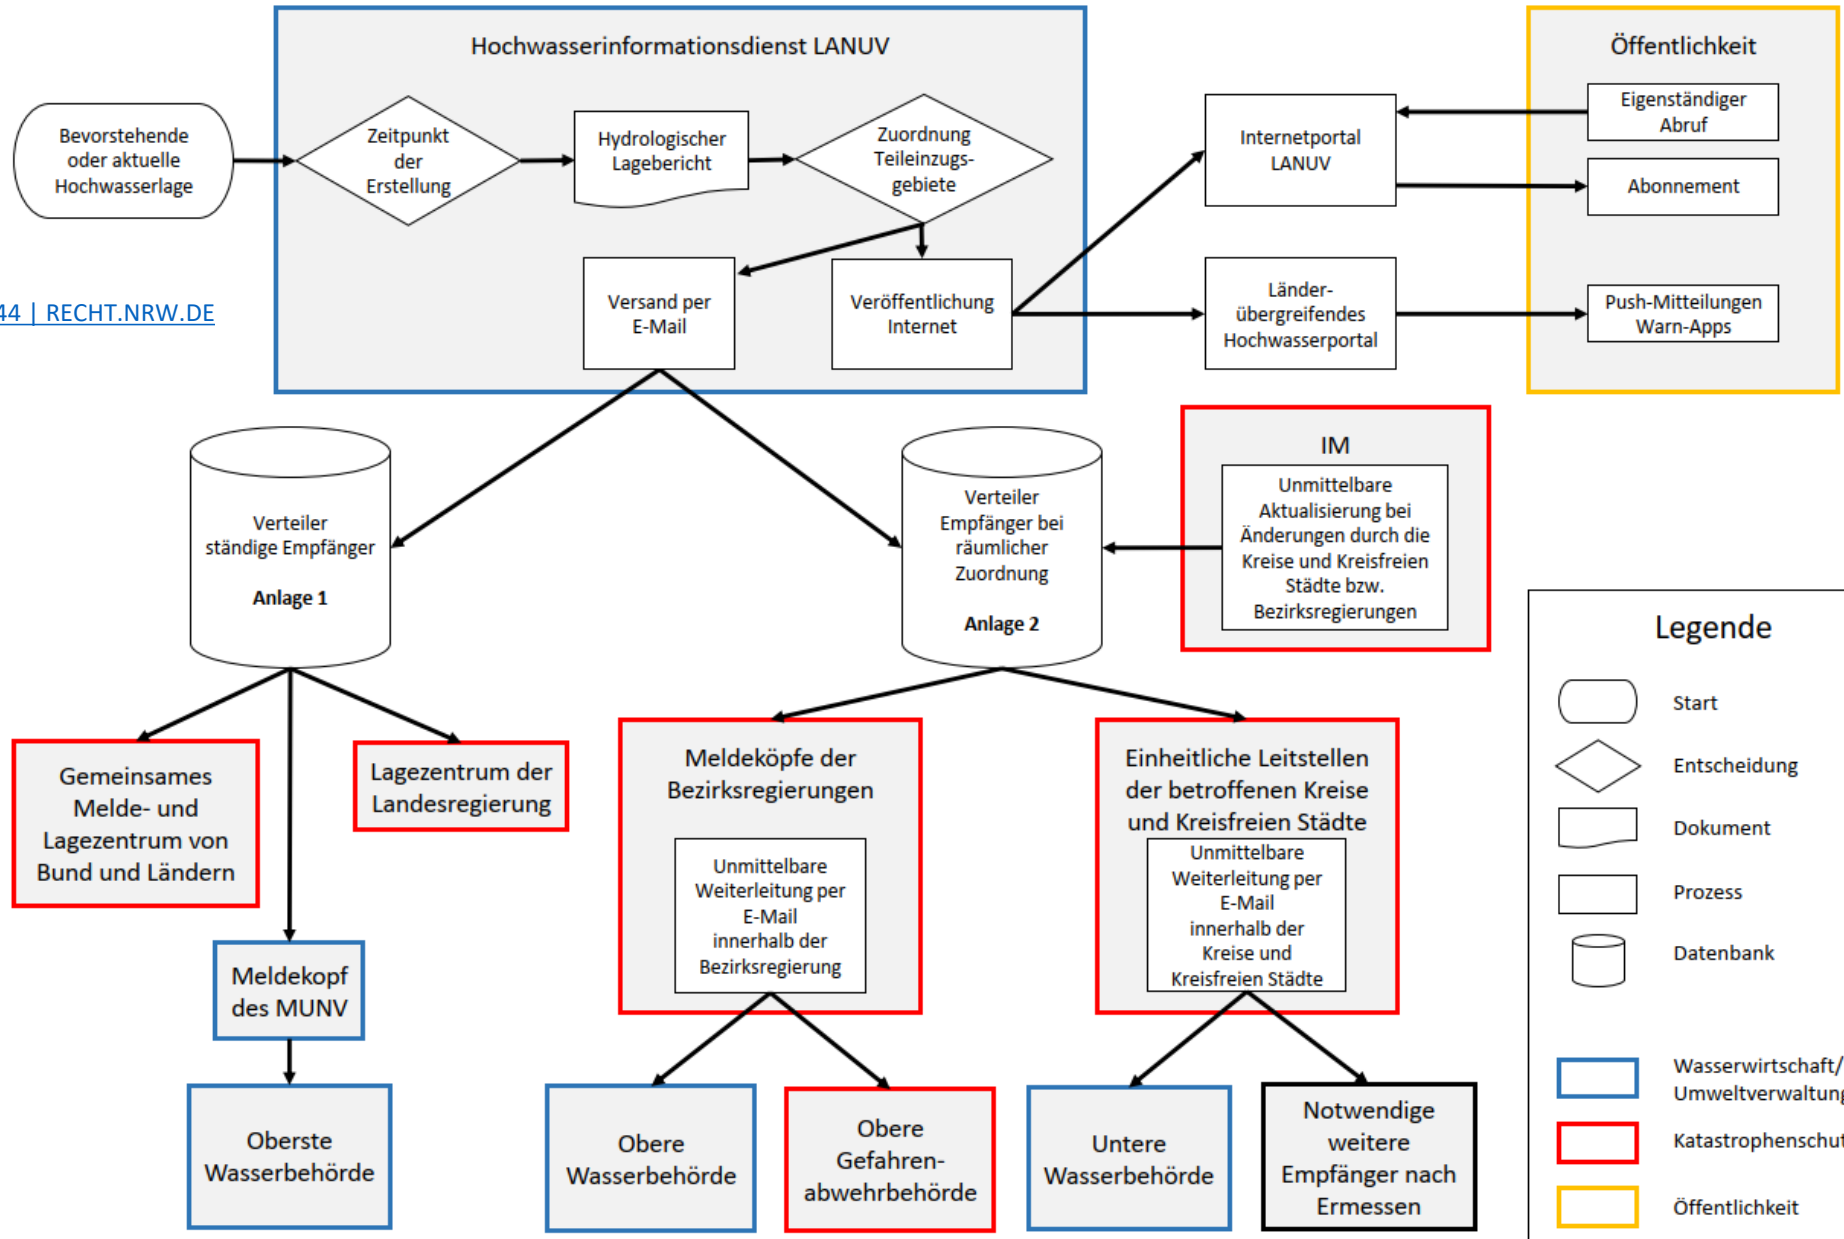 Hochwasserinformationsdienst LANUV
Öffentlichkeit
Bevorstehende
oder aktuelle
Hochwasserlage
Zeitpunkt
der
Erstellung
Hydrologischer
Lagebericht
Zuordnung
Teileinzugs-
gebiete
Internetportal
LANUV
Eigenständiger
Abruf
Abonnement
44 | RECHT.NRW.DE
Versand per
E-Mail
Veröffentlichung
Internet
Länder-
übergreifendes
Hochwasserportal
Push-Mitteilungen
Warn-Apps
Verteiler
ständige Empfänger
Anlage 1
Verteiler
Empfänger bei
räumlicher
Zuordnung
Anlage 2
IM
Unmittelbare
Aktualisierung bei
Änderungen durch die
Kreise und Kreisfreien
Städte bzw.
Bezirksregierungen
Gemeinsames
Melde- und
Lagezentrum von
Bund und Ländern
Lagezentrum der
Landesregierung
Meldeköpfe der
Bezirksregierungen
Unmittelbare
Weiterleitung per
E-Mail
innerhalb der
Bezirksregierung
Einheitliche Leitstellen
der betroffenen Kreise
und Kreisfreien Städte
Unmittelbare
Weiterleitung per
E-Mail
innerhalb der
Kreise und
Kreisfreien Städte
Meldekopf
des MUNV
Oberste
Wasserbehörde
Obere
Wasserbehörde
Obere
Gefahren-
abwehrbehörde
Untere
Wasserbehörde
Notwendige
weitere
Empfänger nach
Ermessen
Legende
Start
Entscheidung
Dokument
Prozess
Datenbank
Wasserwirtschaft/
Umweltverwaltung
Katastrophenschut
Öffentlichkeit